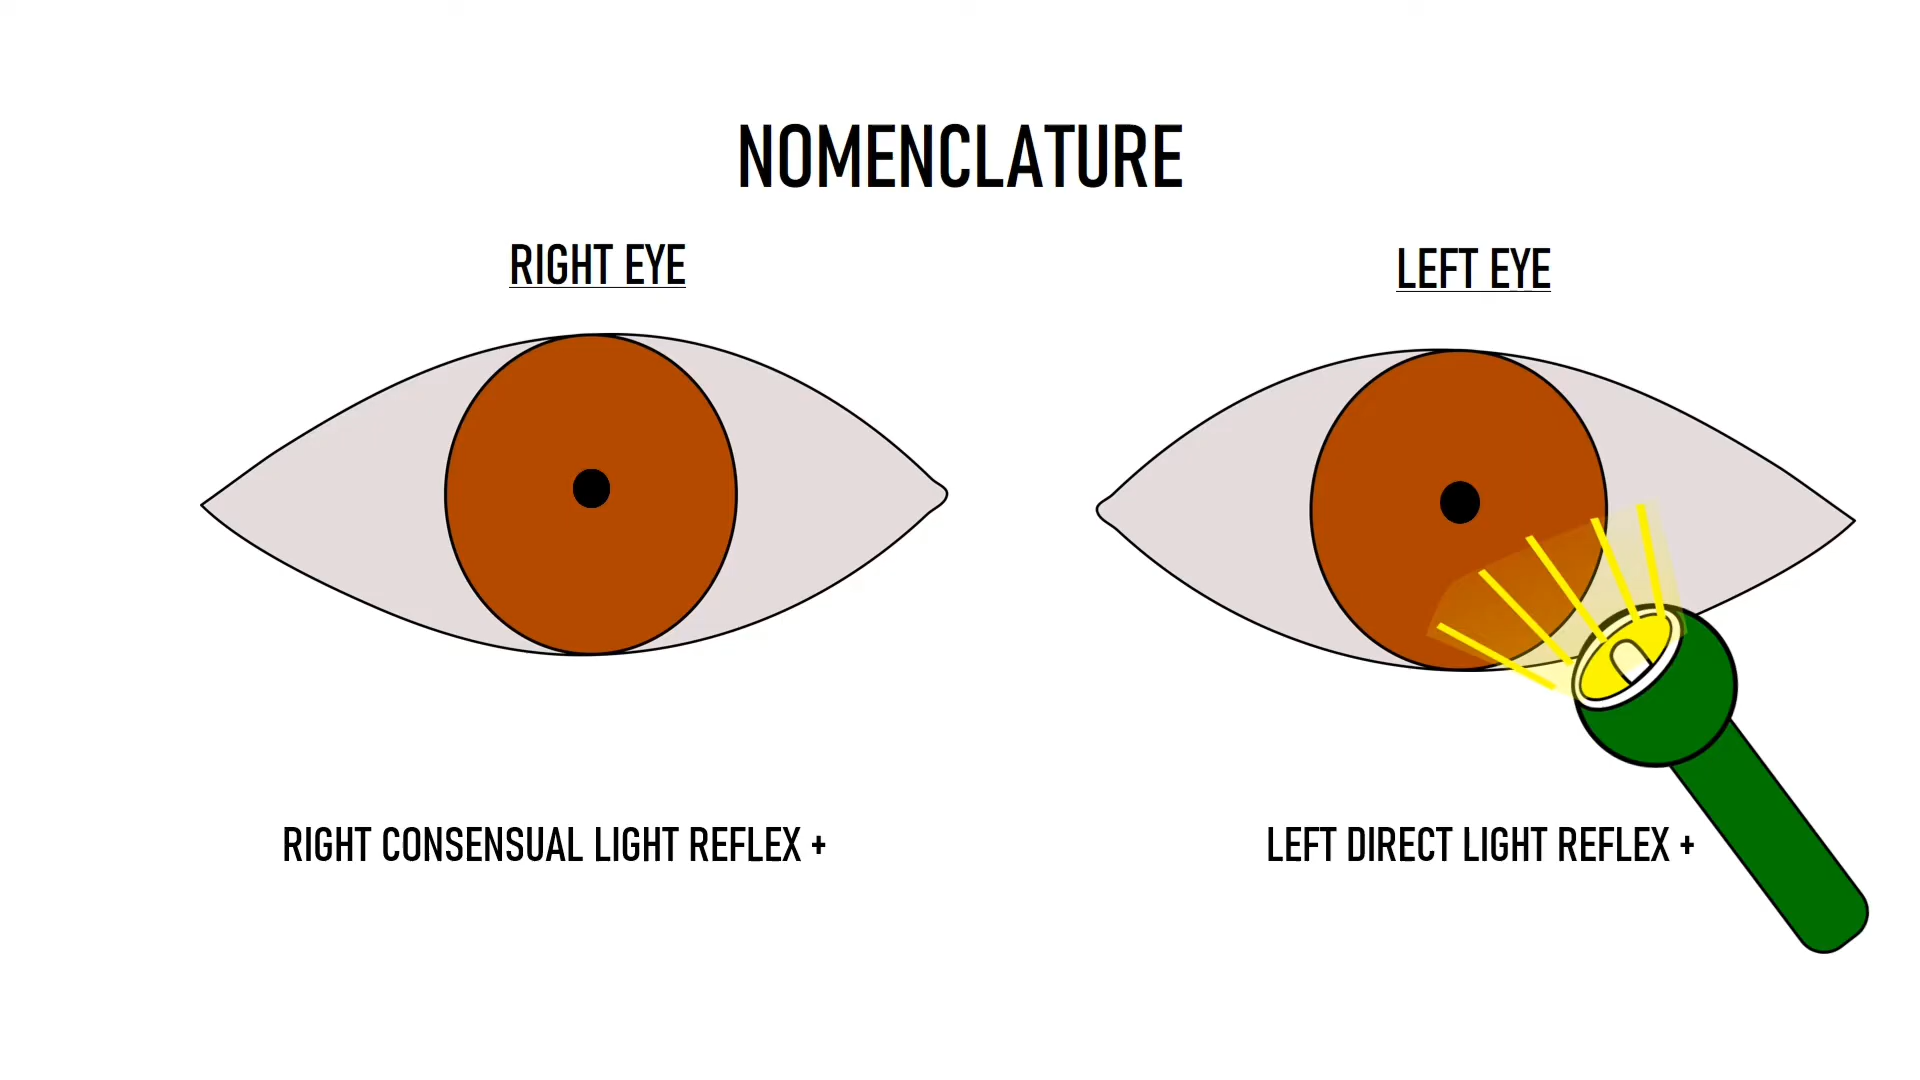 NOMENCLATURE
RIGHT EYE
LEFT EYE
RIGHT CONSENSUAL LIGHT REFLEX +
LEFT DIRECT LIGHT REFLEX +